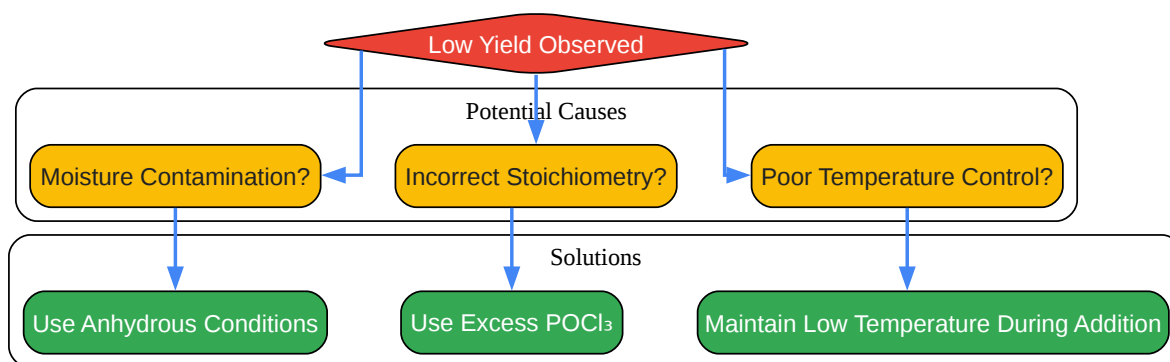 Low Yield Observed
Potential Causes
Moisture Contamination?
Incorrect Stoichiometry?
Poor Temperature Control?
Solutions
Use Anhydrous Conditions
Use Excess POCl₃
Maintain Low Temperature During Addition